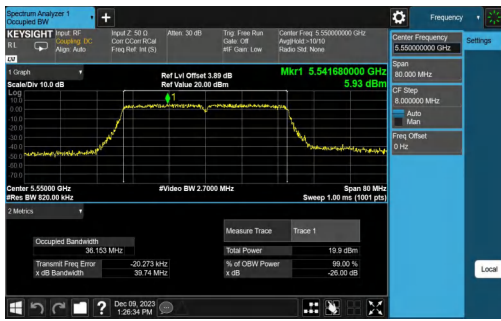 Spectrum Analyzer 1
Occupied BW
+
Frequency
KEYSIGHT Input: RF
RL
Coupling: DC
Align: Auto
Input Z: 50 Ω
Corr CCorr RCal
Freq Ref: Int (S)
Atten: 30 dB
Trig: Free Run
Gate: Off
#IF Gain: Low
Center Freq: 5.550000000 GHz
Avg|Hold:>10/10
Radio Std: None
Center Frequency
5.550000000 GHz
Settings
Span
80.000 MHz
CF Step
8.000000 MHz
Auto
Man
Freq Offset
0 Hz
Local
LM
1 Graph
Scale/Div 10.0 dB
Ref Lvl Offset 3.89 dB
Ref Value 20.00 dBm
Mkr1 5.541680000 GHz
5.93 dBm
Log
10.0
0.00
-10.0
-20.0
-30.0
-40.0
-50.0
-60.0
-70.0
1
Center 5.55000 GHz
#Res BW 820.00 kHz
#Video BW 2.7000 MHz
Span 80 MHz
Sweep 1.00 ms (1001 pts)
2 Metrics
Measure Trace Trace 1
Occupied Bandwidth
36.153 MHz
Total Power 19.9 dBm
Transmit Freq Error -20.273 kHz
% of OBW Power 99.00 %
x dB Bandwidth 39.74 MHz
x dB -26.00 dB
?
Dec 09, 2023
1:26:34 PM